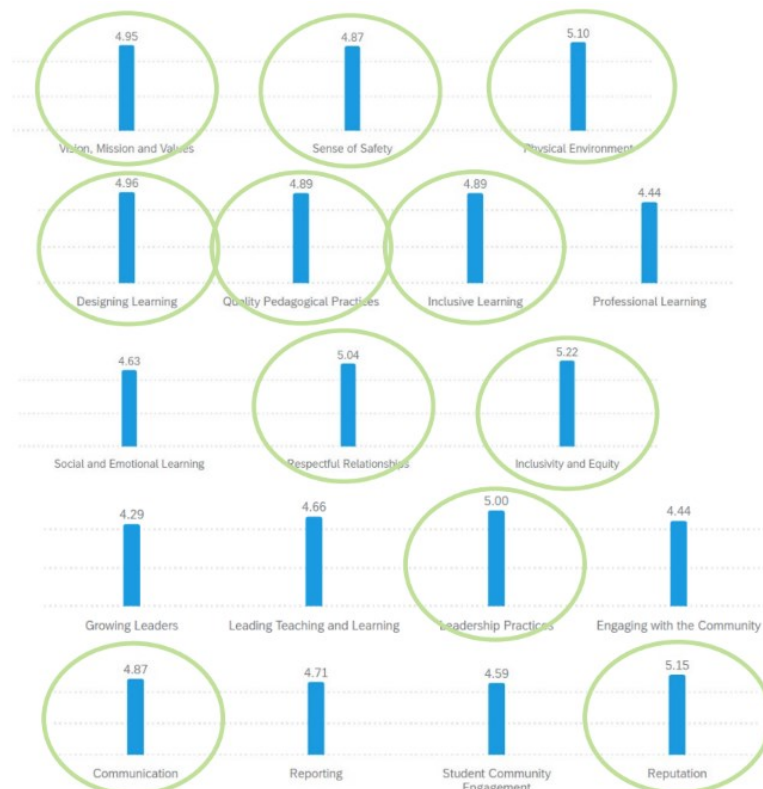 4.95 4.87 5.10
Vision, Mission and Values Sense of Safety Physical Environment
4.96 4.89 4.89 4.44
Designing Learning Quality Pedagogical Practices Inclusive Learning Professional Learning
4.63 5.04 5.22
Social and Emotional Learning Respectful Relationships Inclusivity and Equity
4.29 4.66 5.00 4.44
Growing Leaders Leading Teaching and Learning Leadership Practices Engaging with the Community
4.87 4.71 4.59 5.15
Communication Reporting Student Community Reputation
Engagement